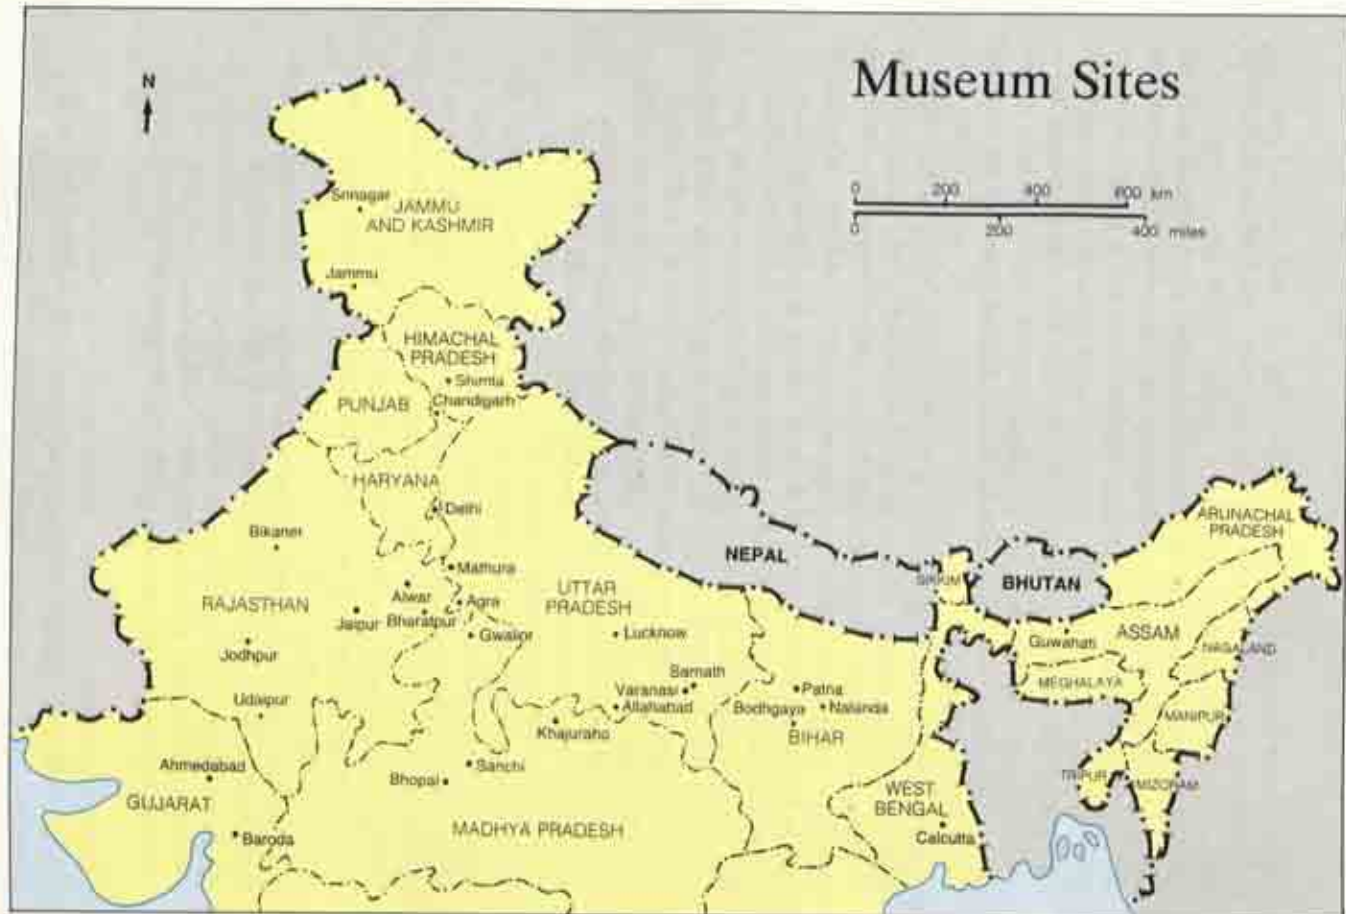 Museum Sites
N
0 200 400 600 km
0 200 400 miles
Srinagar
JAMMU
AND KASHMIR
Jammu
HIMACHAL
PRADESH
Shimla
PUNJAB
Chandigarh
HARYANA
Delhi
Bikaner
Mathura
NEPAL
ARUNACHAL
PRADESH
SIKKIM
BHUTAN
RAJASTHAN
Alwar
Agra
UTTAR
PRADESH
Jaipur
Bharatpur
Gwalior
Lucknow
Guwahati
ASSAM
NAGALAND
Jodhpur
Sarnath
MEGHALAYA
Varanasi
Patna
Udaipur
Allahabad
Bodhgaya
Nalanda
MANIPUR
Khajuraho
BIHAR
Ahmedabad
Sanchi
Bhopal
TRIPUR
MIZORAM
GUJARAT
WEST
BENGAL
MADHYA PRADESH
Baroda
Calcutta